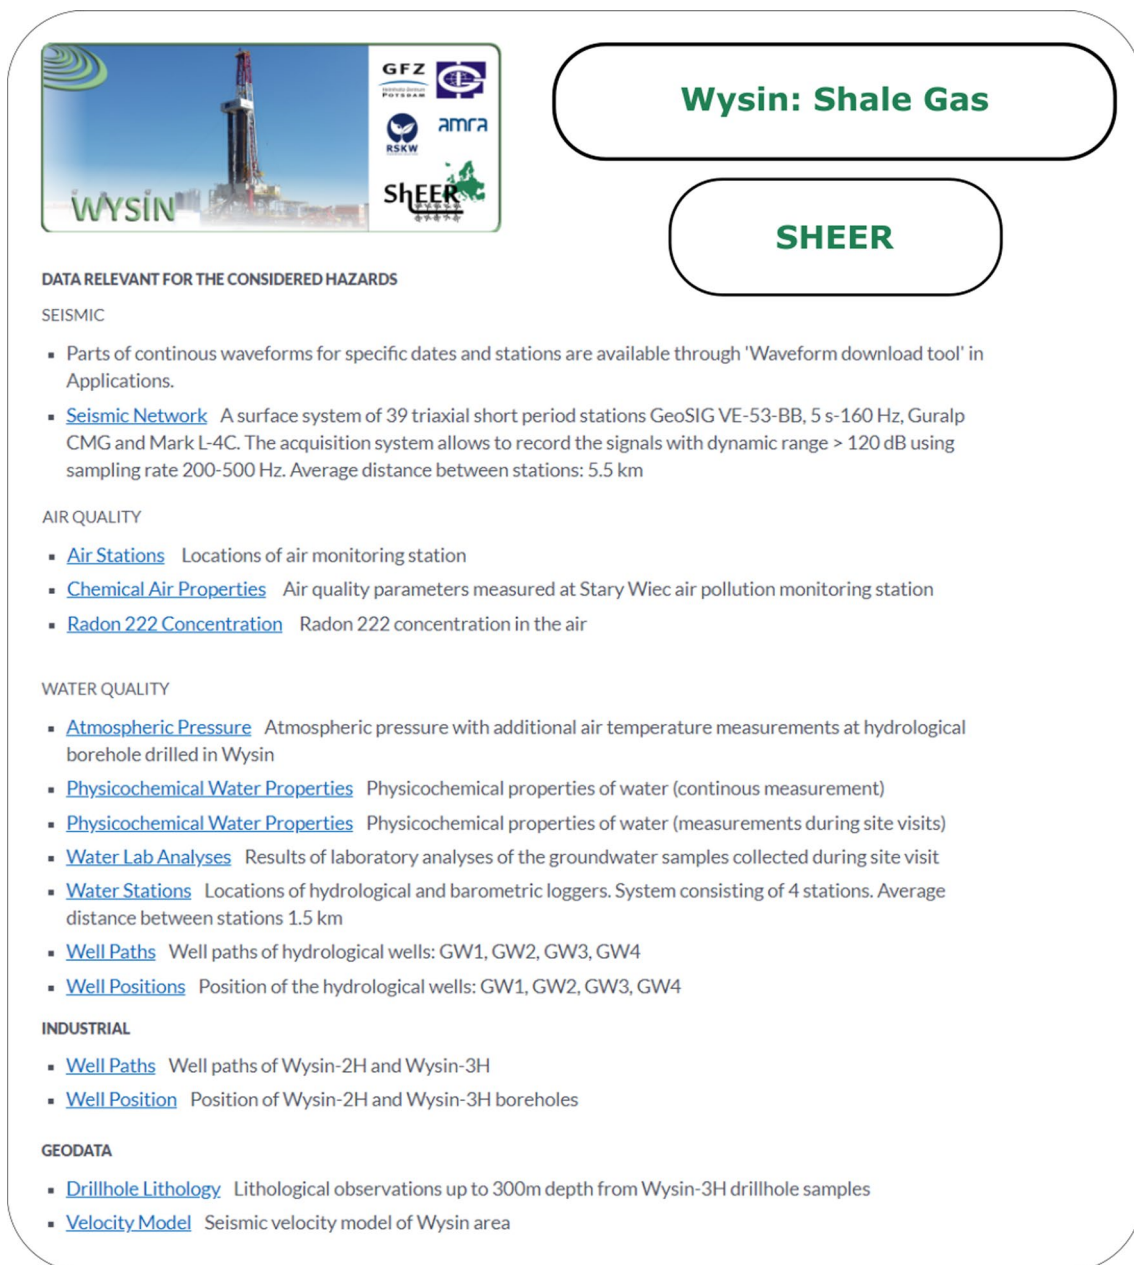 WYSIN
GFZ
Helmholtz-Zentrum
POTSDAM
RSKW
amra
ShEER
Wysin: Shale Gas
SHEER
DATA RELEVANT FOR THE CONSIDERED HAZARDS
SEISMIC
▪ Parts of continous waveforms for specific dates and stations are available through 'Waveform download tool' in
Applications.
▪ Seismic Network A surface system of 39 triaxial short period stations GeoSIG VE-53-BB, 5 s-160 Hz, Guralp
CMG and Mark L-4C. The acquisition system allows to record the signals with dynamic range > 120 dB using
sampling rate 200-500 Hz. Average distance between stations: 5.5 km
AIR QUALITY
▪ Air Stations Locations of air monitoring station
▪ Chemical Air Properties Air quality parameters measured at Stary Wiec air pollution monitoring station
▪ Radon 222 Concentration Radon 222 concentration in the air
WATER QUALITY
▪ Atmospheric Pressure Atmospheric pressure with additional air temperature measurements at hydrological
borehole drilled in Wysin
▪ Physicochemical Water Properties Physicochemical properties of water (continous measurement)
▪ Physicochemical Water Properties Physicochemical properties of water (measurements during site visits)
▪ Water Lab Analyses Results of laboratory analyses of the groundwater samples collected during site visit
▪ Water Stations Locations of hydrological and barometric loggers. System consisting of 4 stations. Average
distance between stations 1.5 km
▪ Well Paths Well paths of hydrological wells: GW1, GW2, GW3, GW4
▪ Well Positions Position of the hydrological wells: GW1, GW2, GW3, GW4
INDUSTRIAL
▪ Well Paths Well paths of Wysin-2H and Wysin-3H
▪ Well Position Position of Wysin-2H and Wysin-3H boreholes
GEODATA
▪ Drillhole Lithology Lithological observations up to 300m depth from Wysin-3H drillhole samples
▪ Velocity Model Seismic velocity model of Wysin area